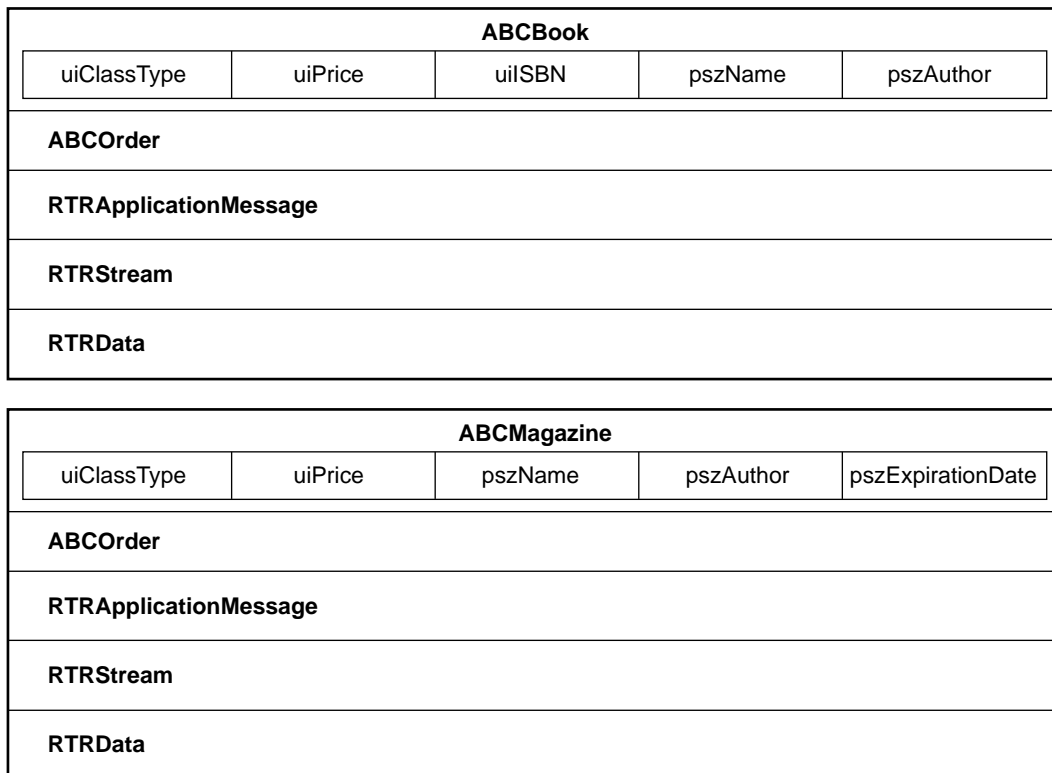 ABCBook
uiClassType uiPrice uiISBN pszName pszAuthor
ABCOrder
RTRApplicationMessage
RTRStream
RTRData
ABCMagazine
uiClassType uiPrice pszName pszAuthor pszExpirationDate
ABCOrder
RTRApplicationMessage
RTRStream
RTRData